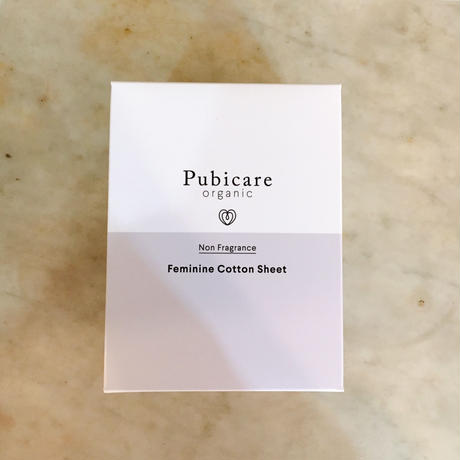 Pubicare
organic
Non Fragrance
Feminine Cotton Sheet